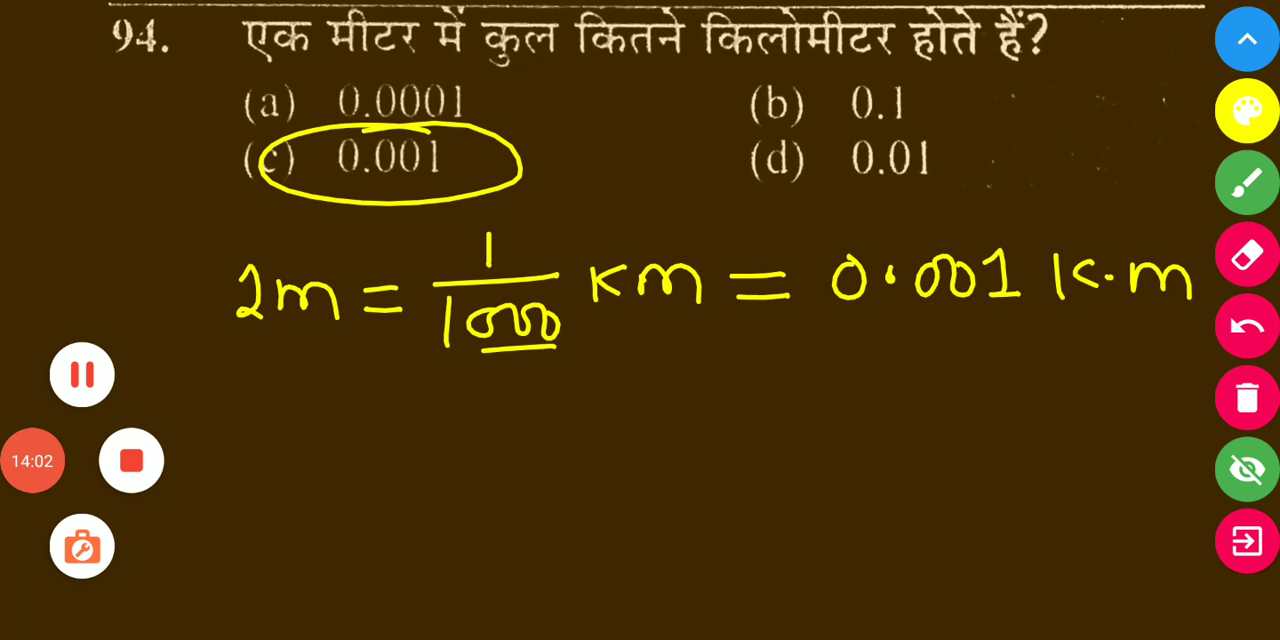 94. एक मीटर में कुल कितने किलोमीटर होते हैं?
(a) 0.0001 (b) 0.1
(c) 0.001 (d) 0.01
1m = 1/1000 km = 0.001 k.m
14:02